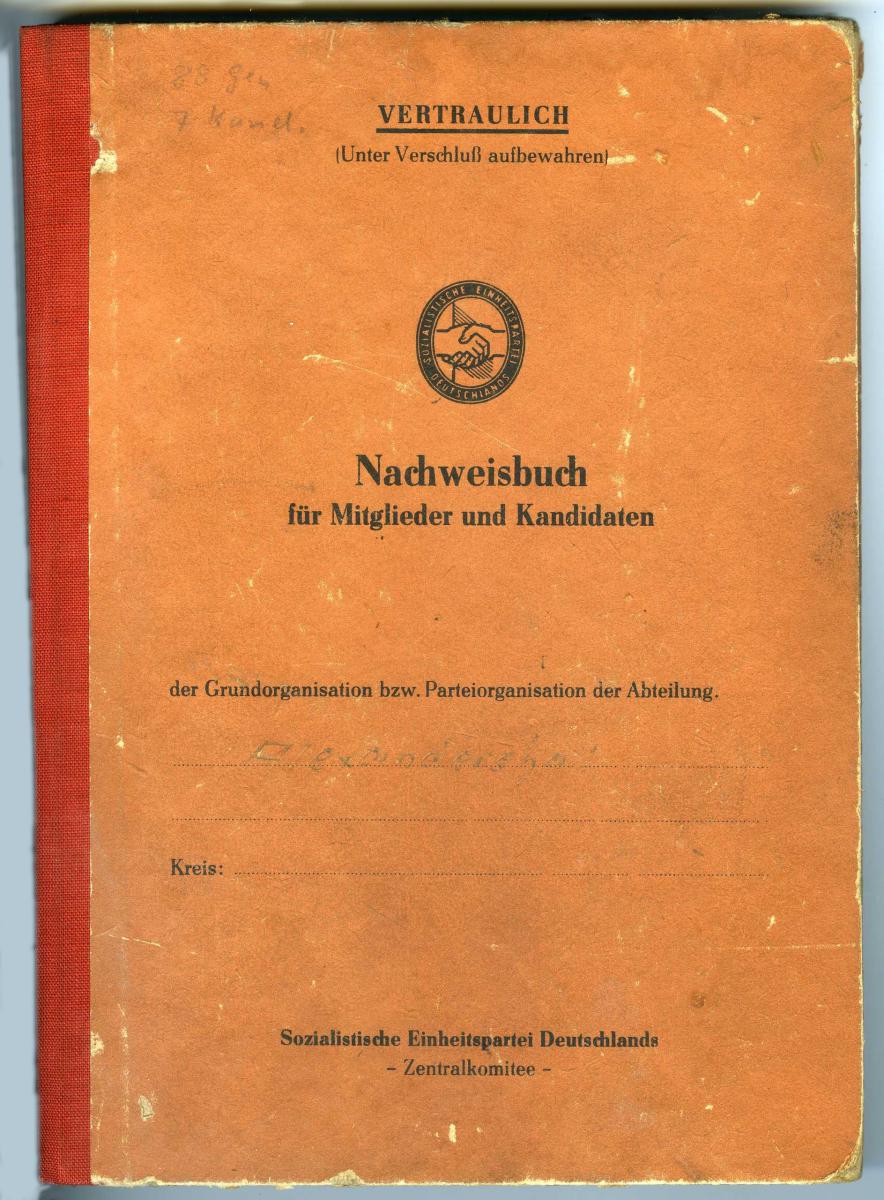 88 Gen
7 Kand.
VERTRAULICH
(Unter Verschluß aufbewahren)
SOZIALISTISCHE EINHEITSPARTEI DEUTSCHLANDS
Nachweisbuch
für Mitglieder und Kandidaten
der Grundorganisation bzw. Parteiorganisation der Abteilung.
Kreis:
Sozialistische Einheitspartei Deutschlands
- Zentralkomitee -